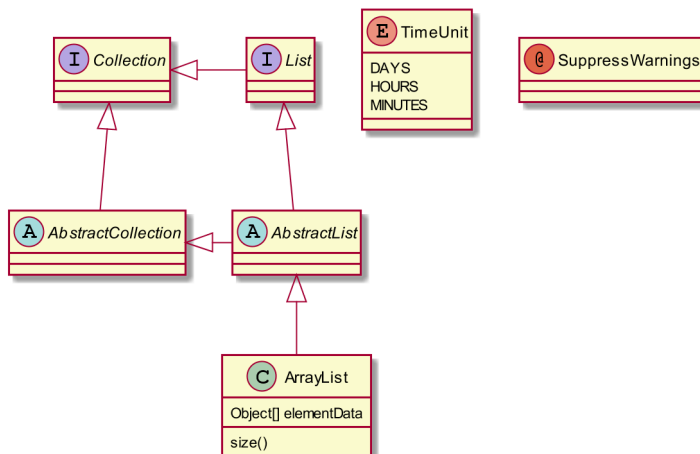 I Collection
I List
E TimeUnit
DAYS
HOURS
MINUTES
@ SuppressWarnings
A AbstractCollection
A AbstractList
C ArrayList
Object[] elementData
size()